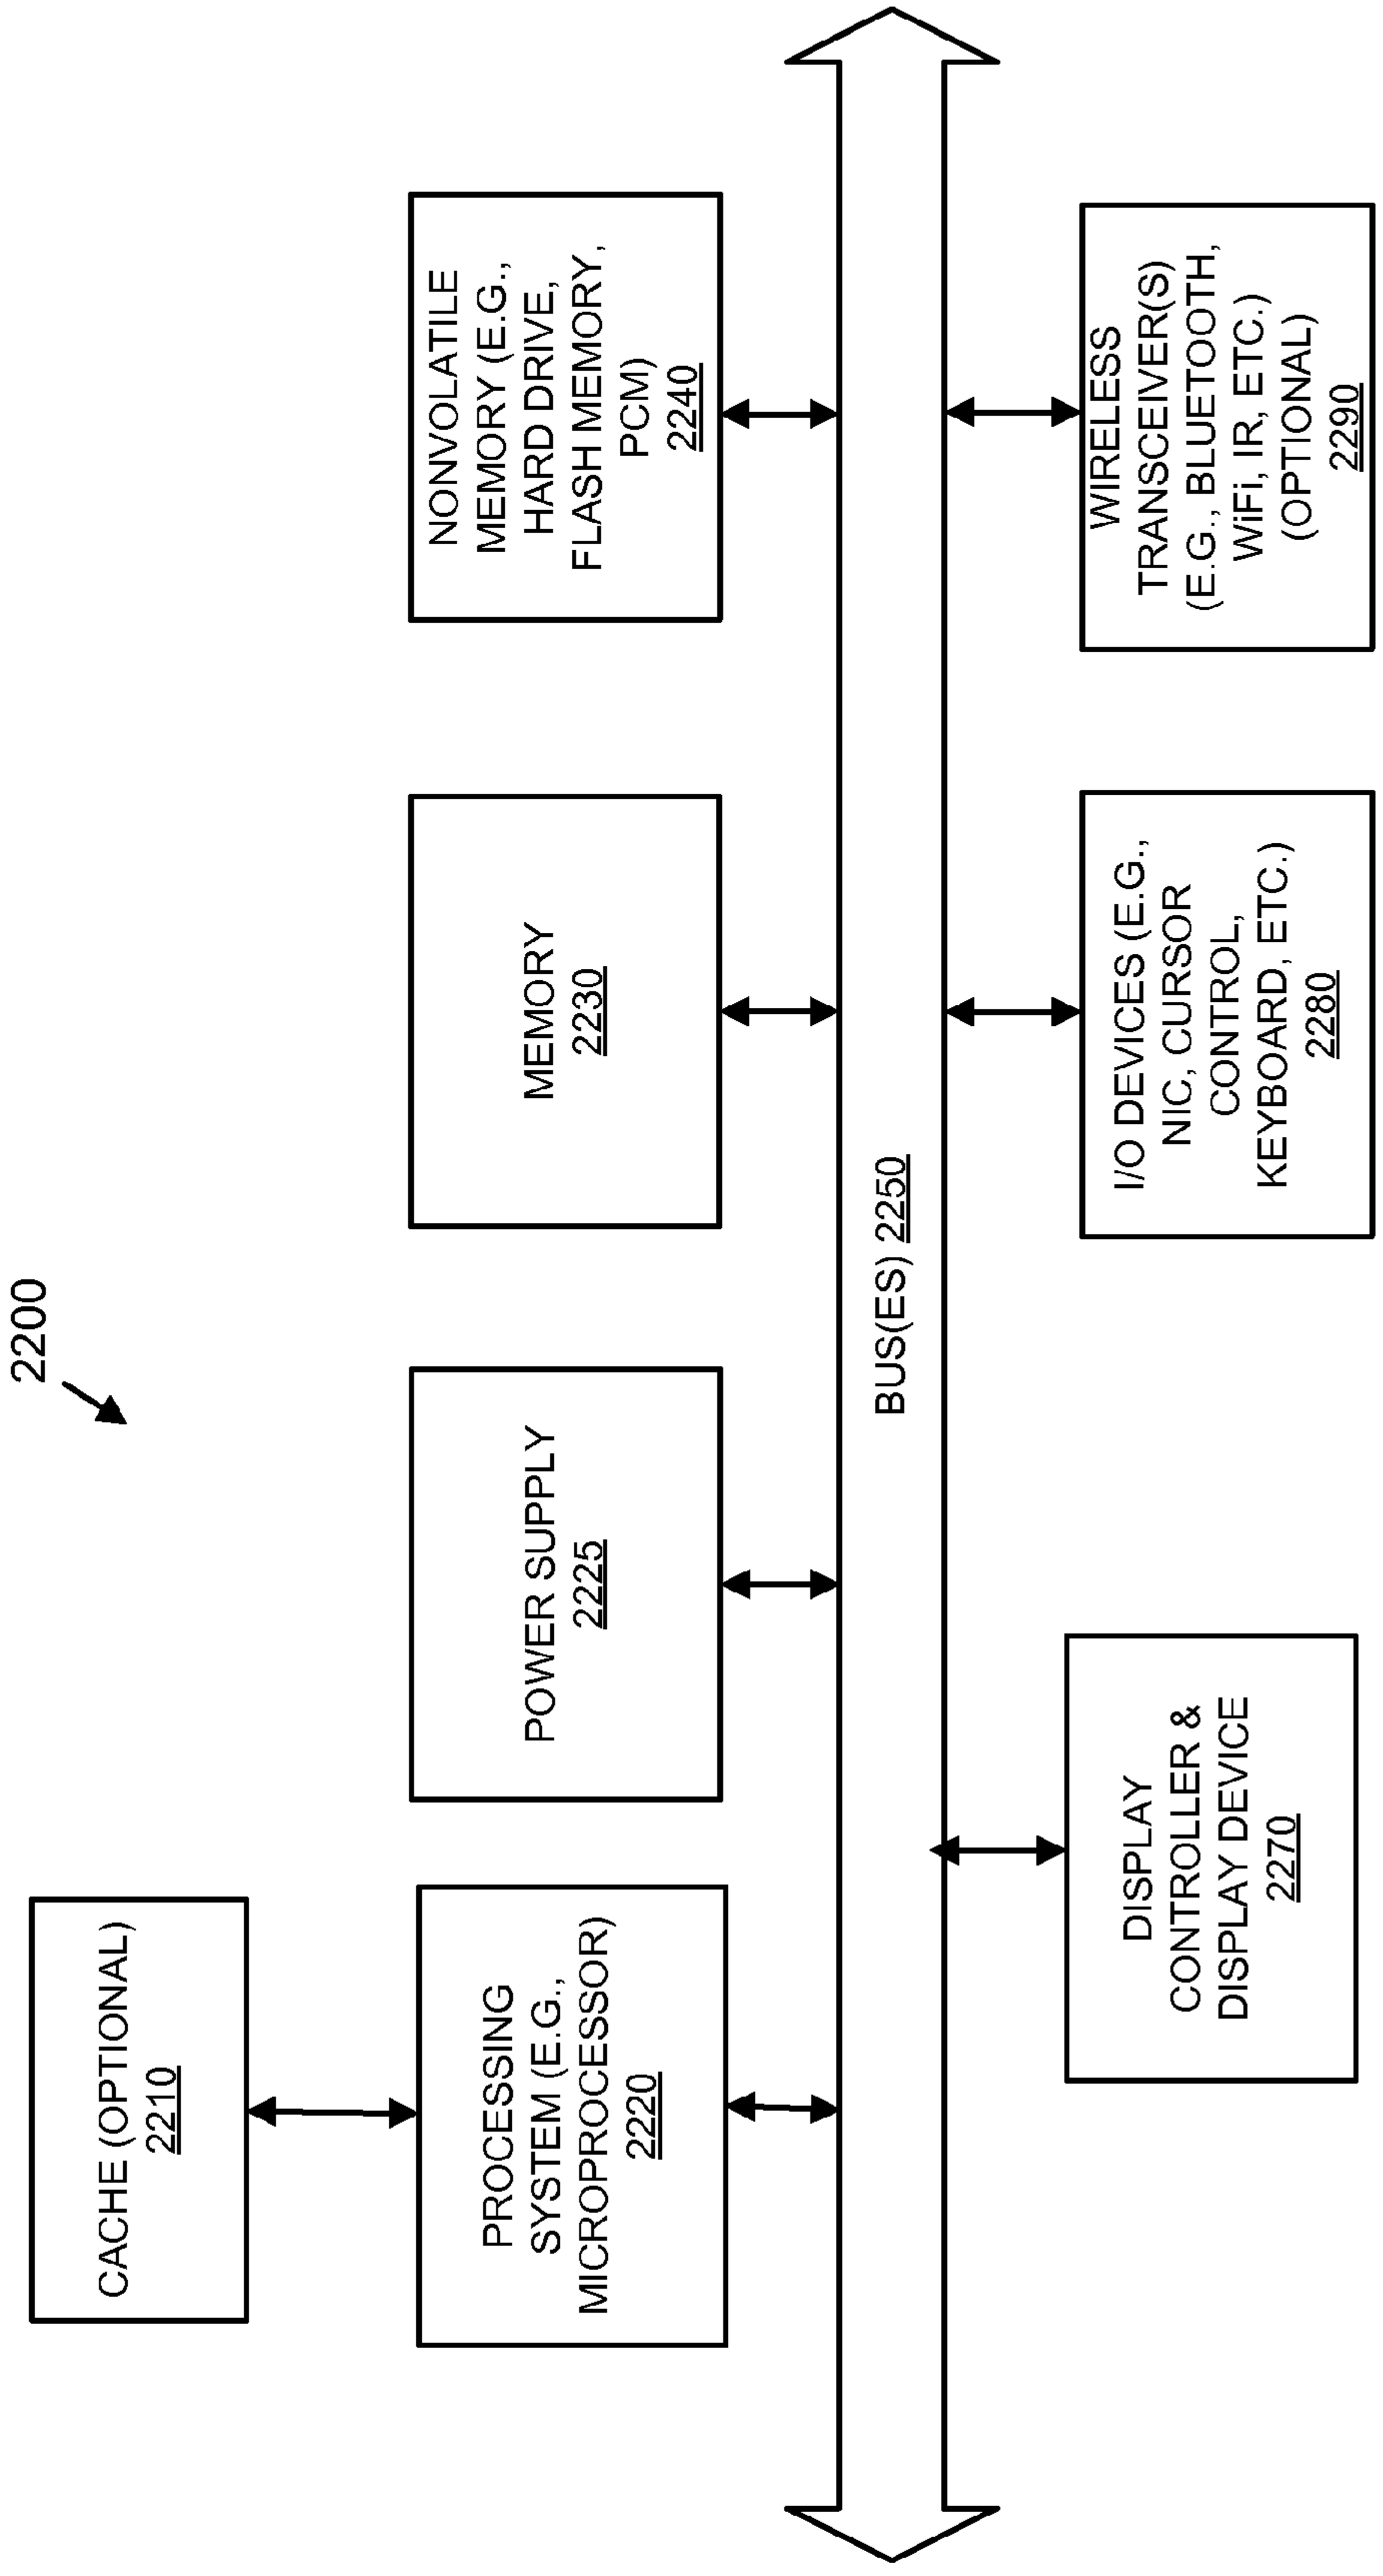 2200
CACHE (OPTIONAL)
2210
PROCESSING
SYSTEM (E.G.,
MICROPROCESSOR)
2220
POWER SUPPLY
2225
MEMORY
2230
NONVOLATILE
MEMORY (E.G.,
HARD DRIVE,
FLASH MEMORY,
PCM)
2240
BUS(ES) 2250
DISPLAY
CONTROLLER &
DISPLAY DEVICE
2270
I/O DEVICES (E.G.,
NIC, CURSOR
CONTROL,
KEYBOARD, ETC.)
2280
WIRELESS
TRANSCEIVER(S)
(E.G., BLUETOOTH,
WiFi, IR, ETC.)
(OPTIONAL)
2290